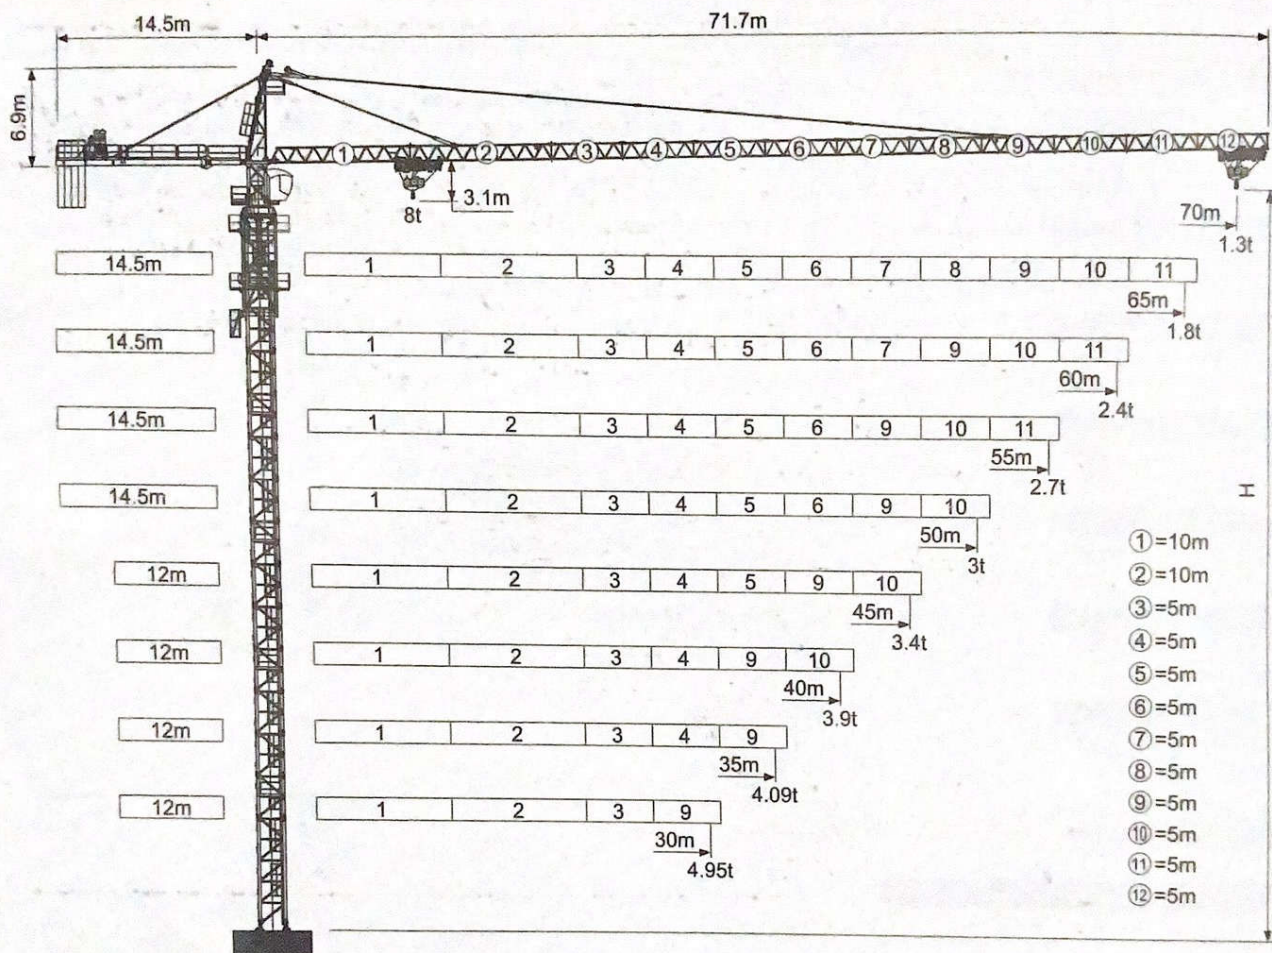 14.5m 71.7m
6.9m
① ② ③ ④ ⑤ ⑥ ⑦ ⑧ ⑨ ⑩ ⑪ ⑫
8t 3.1m
70m
1.3t
14.5m 1 2 3 4 5 6 7 8 9 10 11
65m
1.8t
14.5m 1 2 3 4 5 6 7 9 10 11
60m
2.4t
14.5m 1 2 3 4 5 6 9 10 11
55m
2.7t
14.5m 1 2 3 4 5 6 9 10
50m
3t
12m 1 2 3 4 5 9 10
45m
3.4t
12m 1 2 3 4 9 10
40m
3.9t
12m 1 2 3 4 9
35m
4.09t
12m 1 2 3 9
30m
4.95t
H
①=10m
②=10m
③=5m
④=5m
⑤=5m
⑥=5m
⑦=5m
⑧=5m
⑨=5m
⑩=5m
⑪=5m
⑫=5m